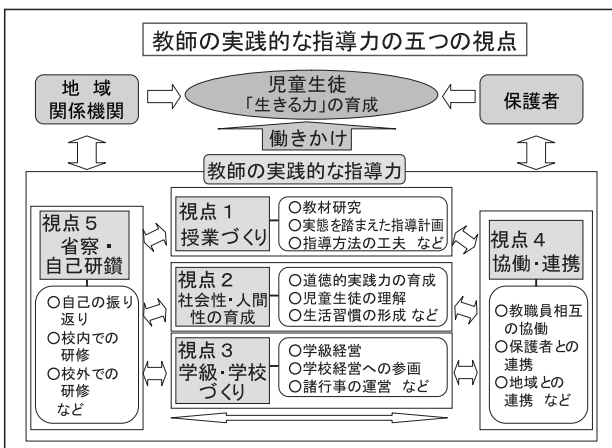 教師の実践的な指導力の五つの視点
地域
関係機関
児童生徒
「生きる力」の育成
保護者
働きかけ
教師の実践的な指導力
視点1
授業づくり
○教材研究
○実態を踏まえた指導計画
○指導方法の工夫 など
視点2
社会性・人間
性の育成
○道徳的実践力の育成
○児童生徒の理解
○生活習慣の形成 など
視点3
学級・学校
づくり
○学級経営
○学校経営への参画
○諸行事の運営 など
視点5
省察・
自己研鑽
○自己の振り
返り
○校内での
研修
○校外での
研修
など
視点4
協働・連携
○教職員相互
の協働
○保護者との
連携
○地域との
連携 など